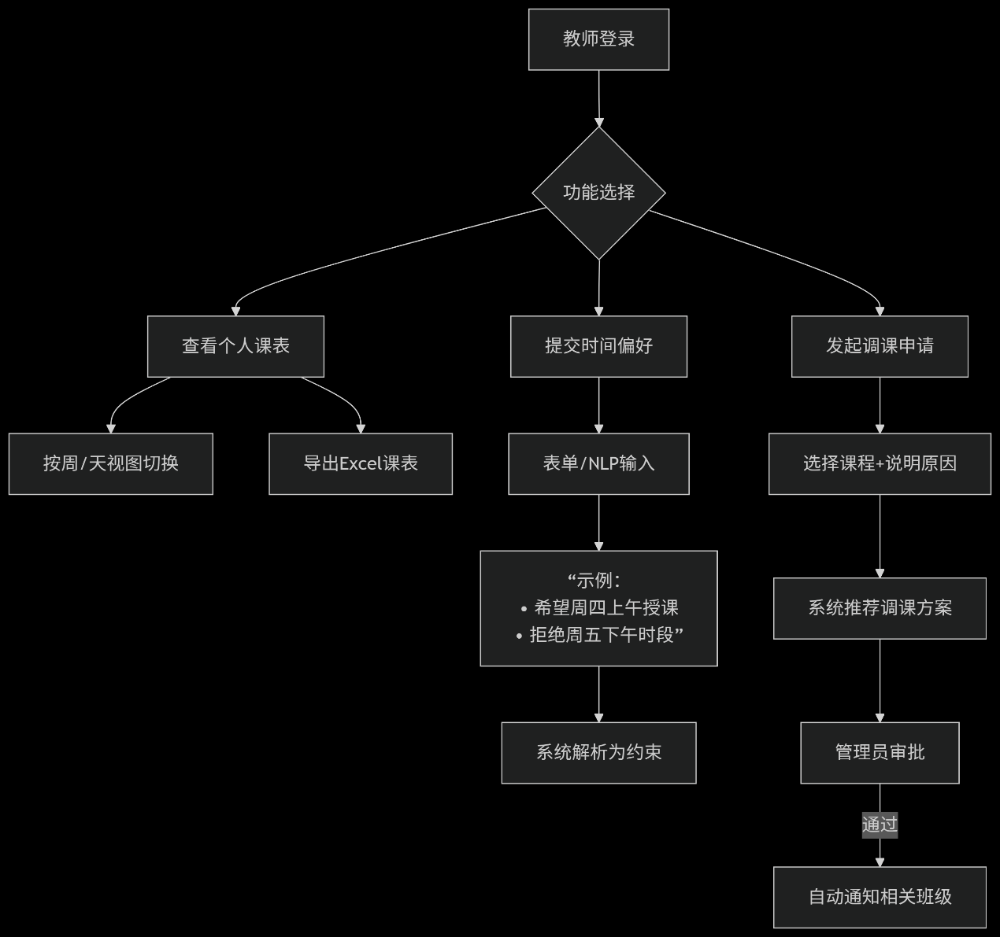 教师登录
功能选择
查看个人课表
提交时间偏好
发起调课申请
按周/天视图切换
导出Excel课表
表单/NLP输入
选择课程+说明原因
“示例：
• 希望周四上午授课
• 拒绝周五下午时段”
系统推荐调课方案
系统解析为约束
管理员审批
通过
自动通知相关班级